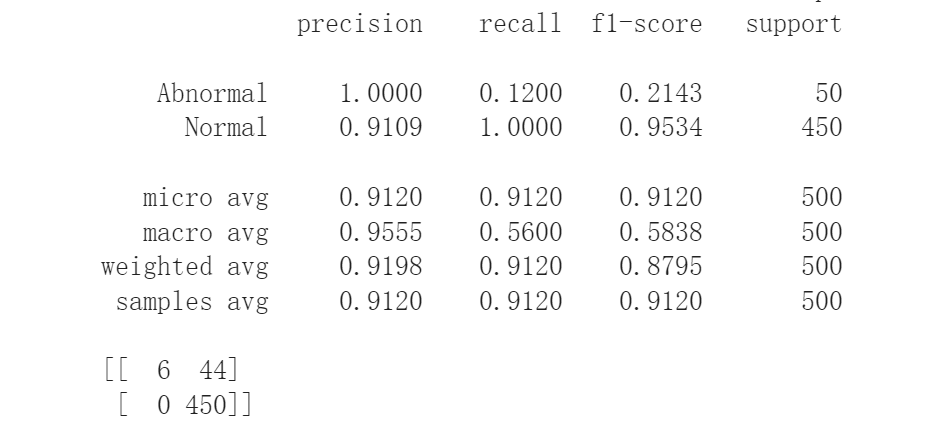 precision recall f1-score support
Abnormal 1.0000 0.1200 0.2143 50
Normal 0.9109 1.0000 0.9534 450
micro avg 0.9120 0.9120 0.9120 500
macro avg 0.9555 0.5600 0.5838 500
weighted avg 0.9198 0.9120 0.8795 500
samples avg 0.9120 0.9120 0.9120 500
[[ 6 44]
[ 0 450]]